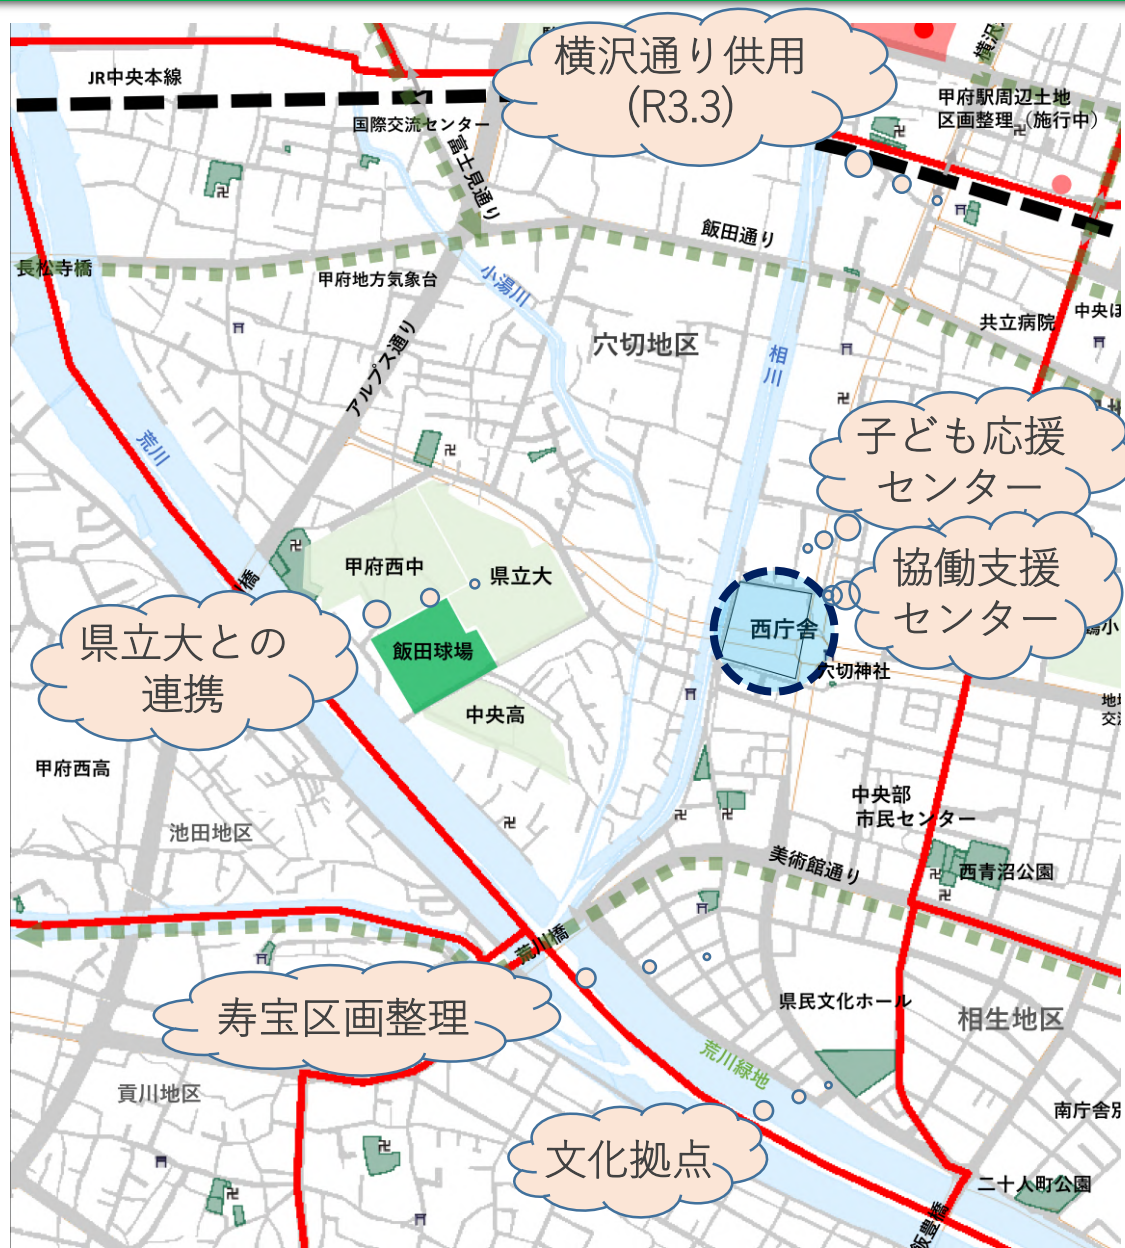 横沢通り供用
(R3.3)
JR中央本線
国際交流センター
富士見通り
甲府駅周辺土地
区画整理（施行中）
飯田通り
長松寺橋
甲府地方気象台
小湯川
共立病院
穴切地区
相川
アルプス通り
荒川
子ども応援
センター
甲府西中
県立大
協働支援
センター
西庁舎
飯田球場
県立大との
連携
穴切神社
中央高
甲府西高
中央部
市民センター
池田地区
美術館通り
西青沼公園
荒川橋
県民文化ホール
寿宝区画整理
相生地区
荒川緑地
貢川地区
文化拠点
二十人町公園
飯豊橋